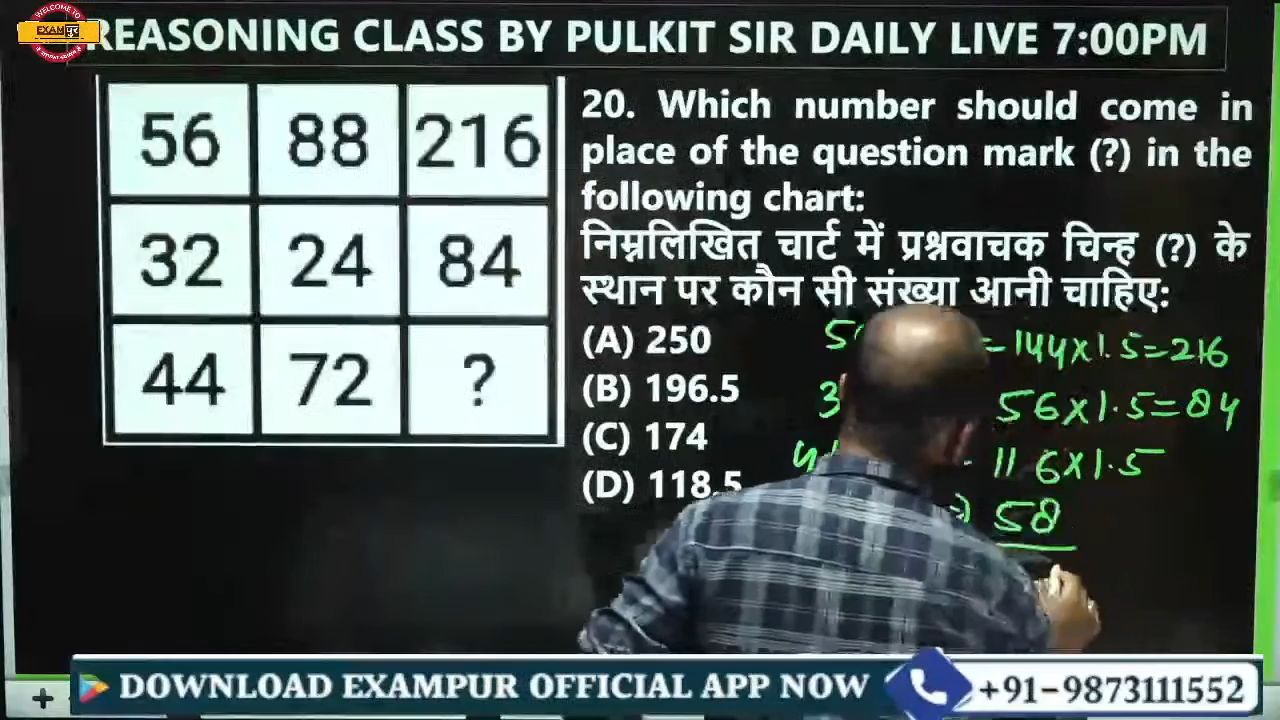 WELCOME TO
EXAMपुर
REASONING CLASS BY PULKIT SIR DAILY LIVE 7:00PM
56 88 216
32 24 84
44 72 ?
20. Which number should come in
place of the question mark (?) in the
following chart:
निम्नलिखित चार्ट में प्रश्नवाचक चिन्ह (?) के
स्थान पर कौन सी संख्या आनी चाहिए:
(A) 250
(B) 196.5
(C) 174
(D) 118.5
=144x1.5=216
56x1.5=84
116x1.5
58
DOWNLOAD EXAMPUR OFFICIAL APP NOW
+91-9873111552